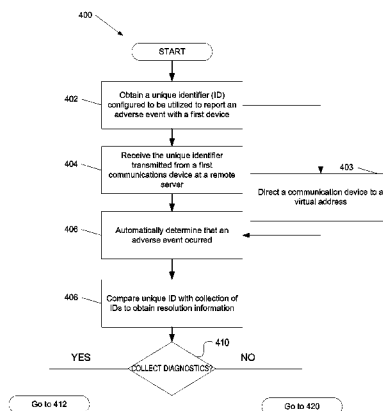 400
START
402
Obtain a unique identifier (ID)
configured to be utilized to report an
adverse event with a first device
404
Receive the unique identifier
transmitted from a first
communications device at a remote
server
403
Direct a communication device to a
virtual address
406
Automatically determine that an
adverse event ocurred
406
Compare unique ID with collection of
IDs to obtain resolution information
410
YES
COLLECT DIAGNOSTICS?
NO
Go to 412
Go to 420